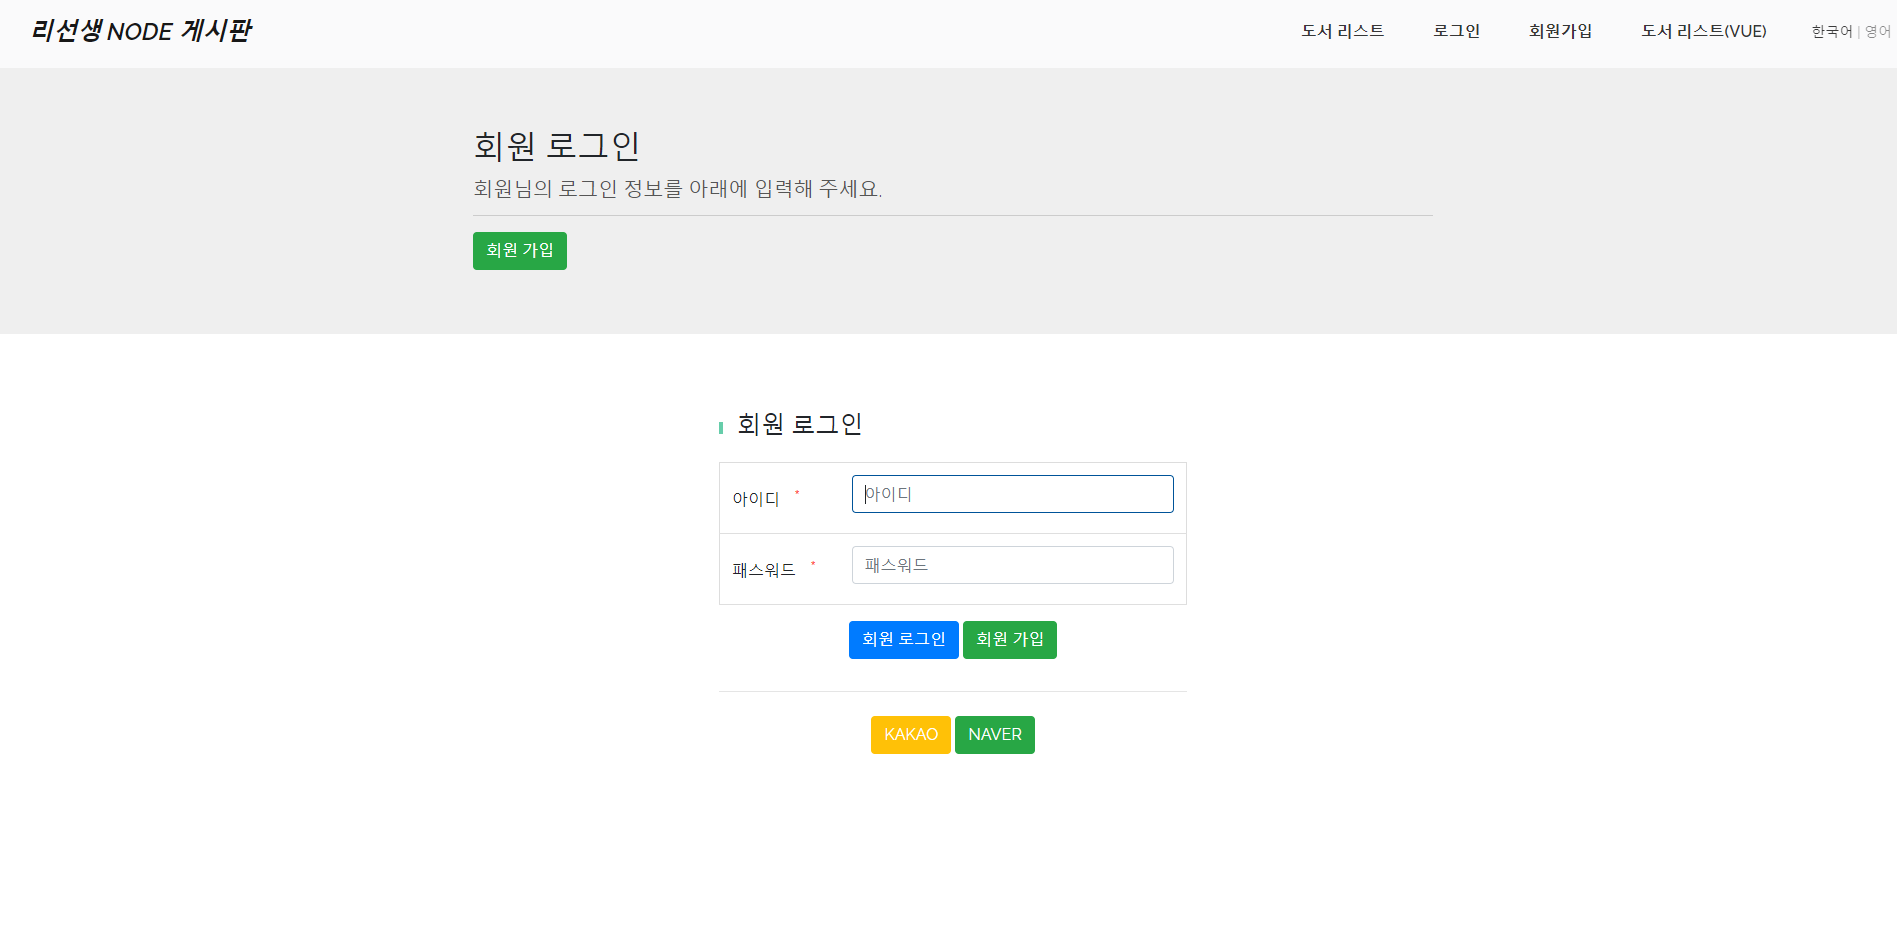 리선생 NODE 게시판
도서 리스트 로그인 회원가입 도서 리스트(VUE) 한국어 | 영어
회원 로그인
회원님의 로그인 정보를 아래에 입력해 주세요.
회원 가입
회원 로그인
아이디 * 아이디
패스워드 * 패스워드
회원 로그인 회원 가입
KAKAO NAVER